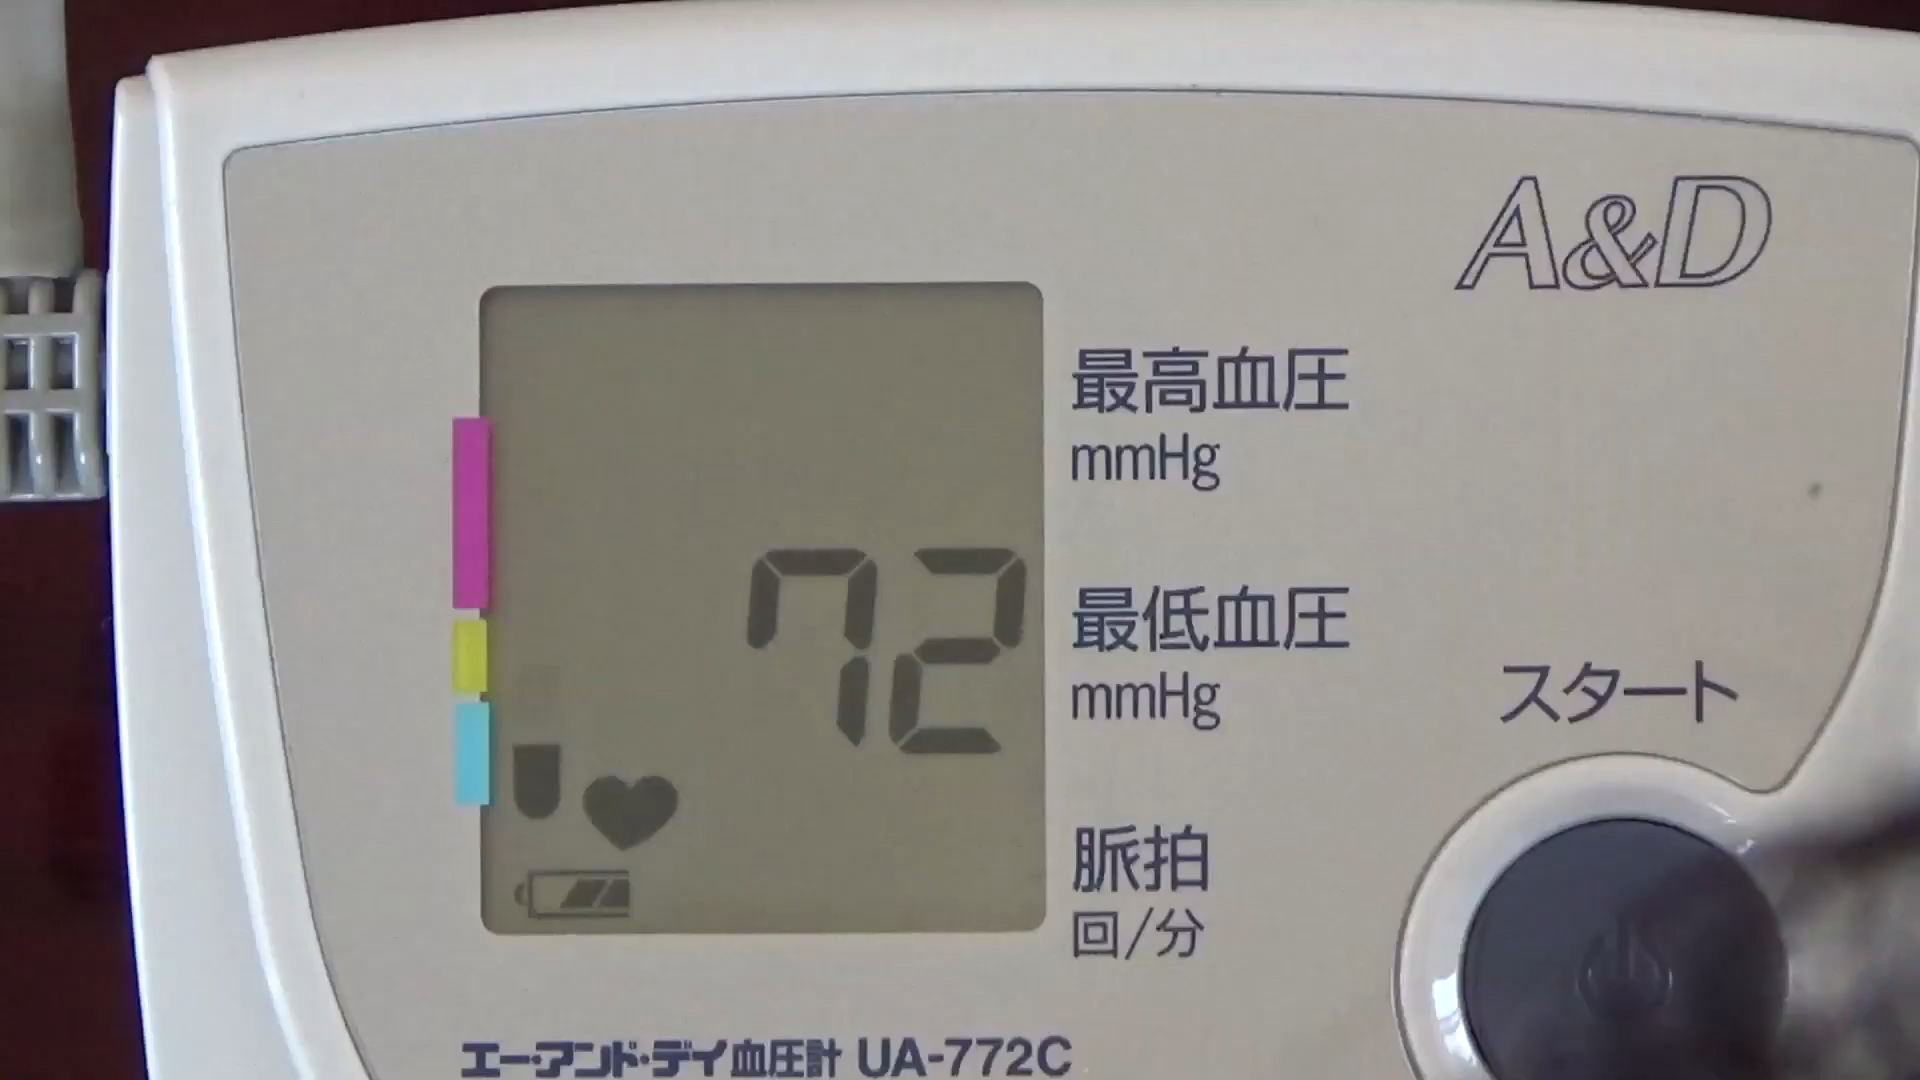 A&D
最高血圧
mmHg
72
最低血圧
mmHg
スタート
脈拍
回/分
エー・アンド・デイ血圧計 UA-772C